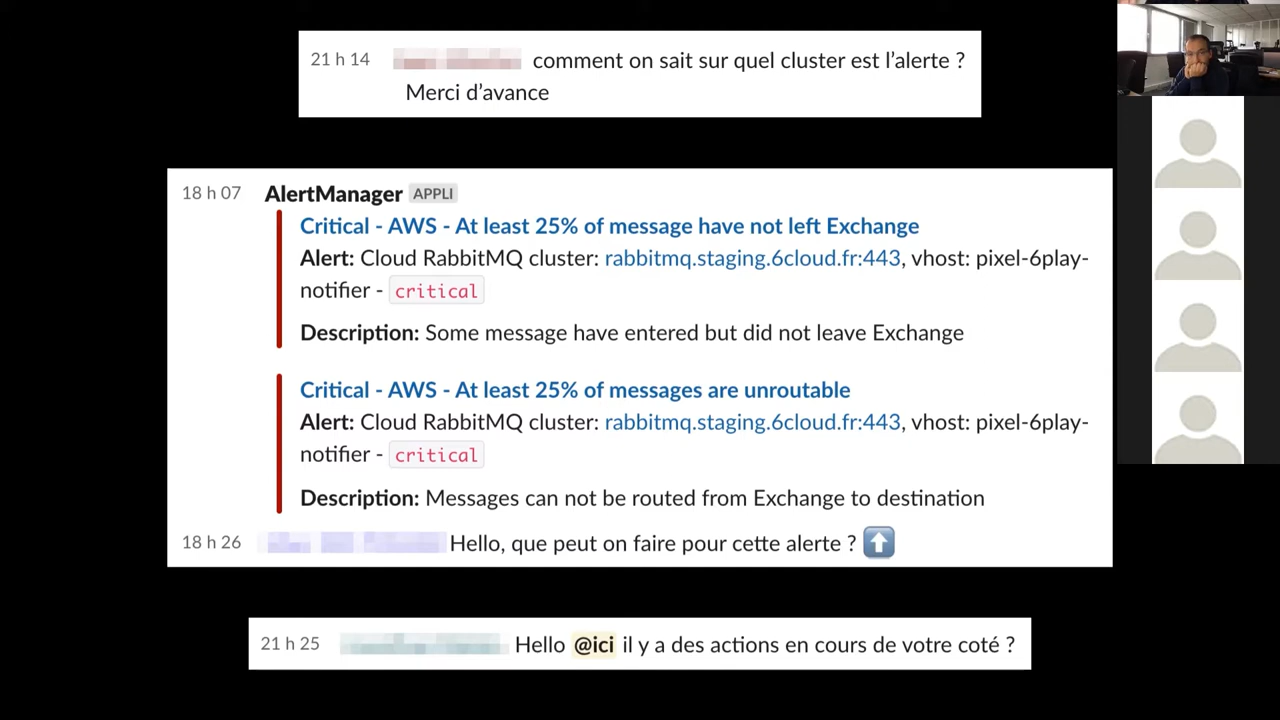 21 h 14 comment on sait sur quel cluster est l’alerte ?
Merci d’avance
18 h 07 AlertManager APPLI
Critical - AWS - At least 25% of message have not left Exchange
Alert: Cloud RabbitMQ cluster: rabbitmq.staging.6cloud.fr:443, vhost: pixel-6play-
notifier - critical
Description: Some message have entered but did not leave Exchange
Critical - AWS - At least 25% of messages are unroutable
Alert: Cloud RabbitMQ cluster: rabbitmq.staging.6cloud.fr:443, vhost: pixel-6play-
notifier - critical
Description: Messages can not be routed from Exchange to destination
18 h 26 Hello, que peut on faire pour cette alerte ?
21 h 25 Hello @ici il y a des actions en cours de votre coté ?